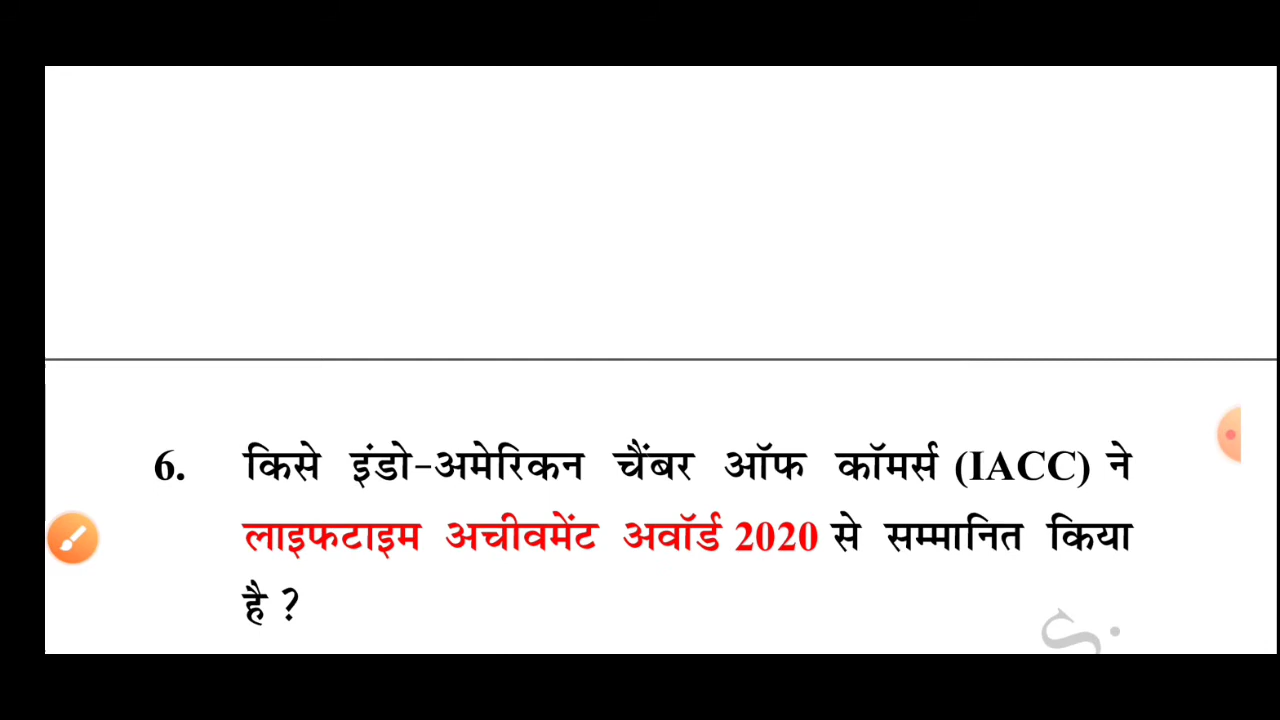 6. किसे इंडो-अमेरिकन चैंबर ऑफ कॉमर्स (IACC) ने
लाइफटाइम अचीवमेंट अवॉर्ड 2020 से सम्मानित किया
है ?